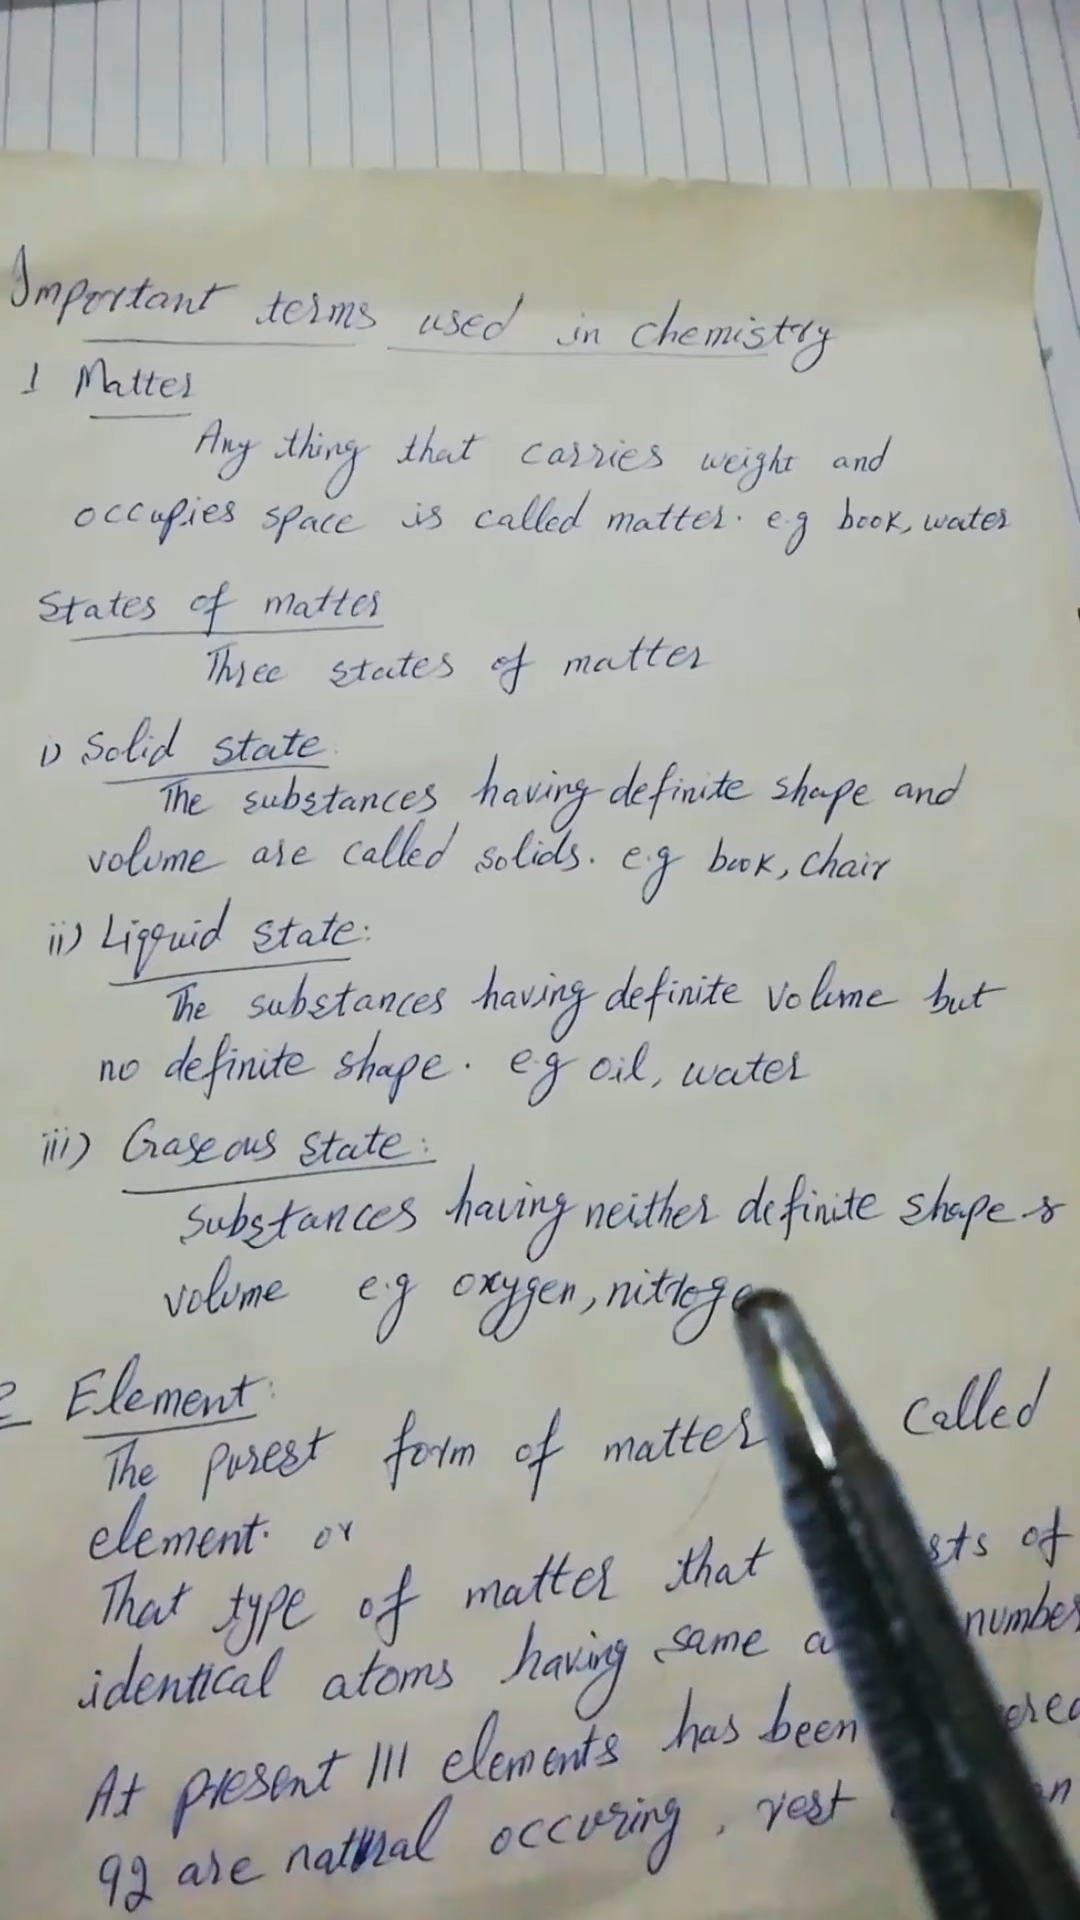 Important terms used in chemistry
1 Matter
Any thing that carries weight and
occupies space is called matter. e.g book, water
States of matter
Three states of matter
i) Solid state.
The substances having definite shape and
volume are called solids. e.g book, chair
ii) Liquid state:
The substances having definite volume but
no definite shape. e.g oil, water
iii) Gaseous state:
substances having neither definite shape &
volume e.g oxygen, nitroge
2 Element:
The purest form of matter called
element. or
That type of matter that sts of
identical atoms having same a number
At present 111 elements has been ered
92 are natural occuring, rest